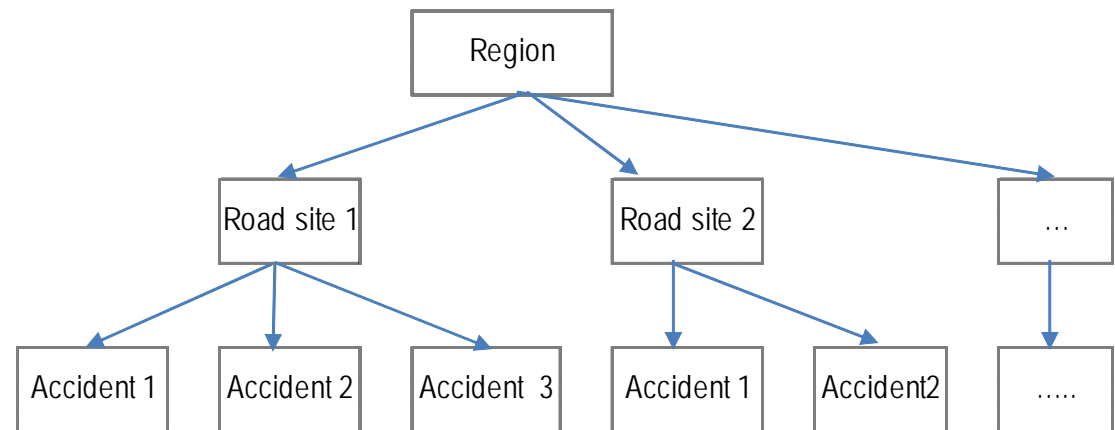 Region
Road site 1
Road site 2
...
Accident 1
Accident 2
Accident 3
Accident 1
Accident2
.....